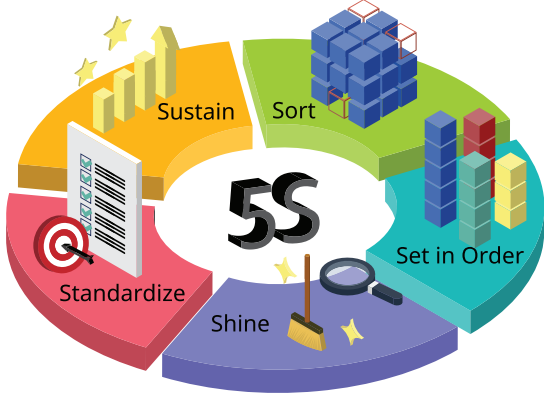 Sustain
Sort
5S
Set in Order
Standardize
Shine